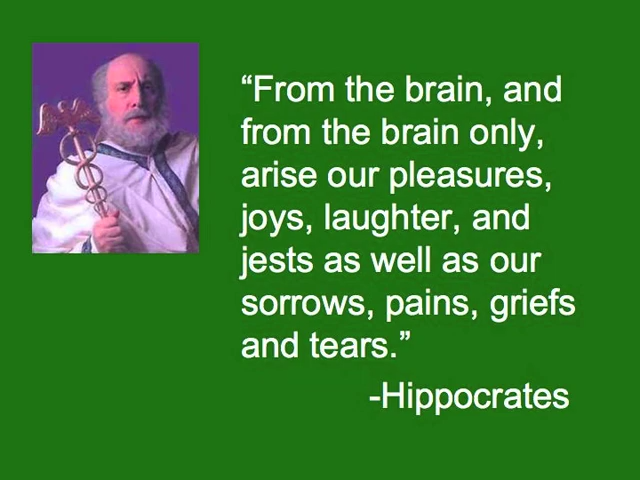 “From the brain, and
from the brain only,
arise our pleasures,
joys, laughter, and
jests as well as our
sorrows, pains, griefs
and tears.”
-Hippocrates